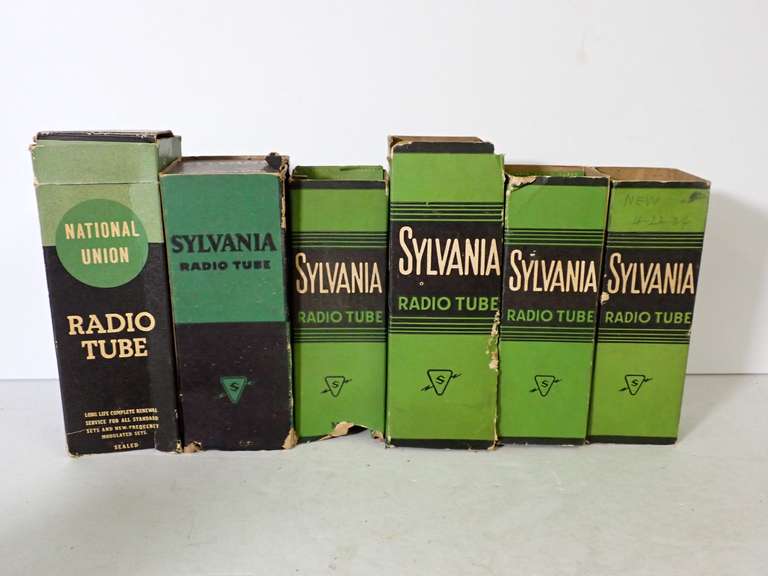 NATIONAL
UNION
RADIO
TUBE
LONG LIFE COMPLETE RENEWAL
SERVICE FOR ALL STANDARD
SETS AND NEW-FREQUENCY
MODULATED SETS.
SEALED
SYLVANIA
RADIO TUBE
S
SYLVANIA
RADIO TUBE
S
SYLVANIA
RADIO TUBE
S
SYLVANIA
RADIO TUBE
S
NEW
SYLVANIA
RADIO TUBE
S